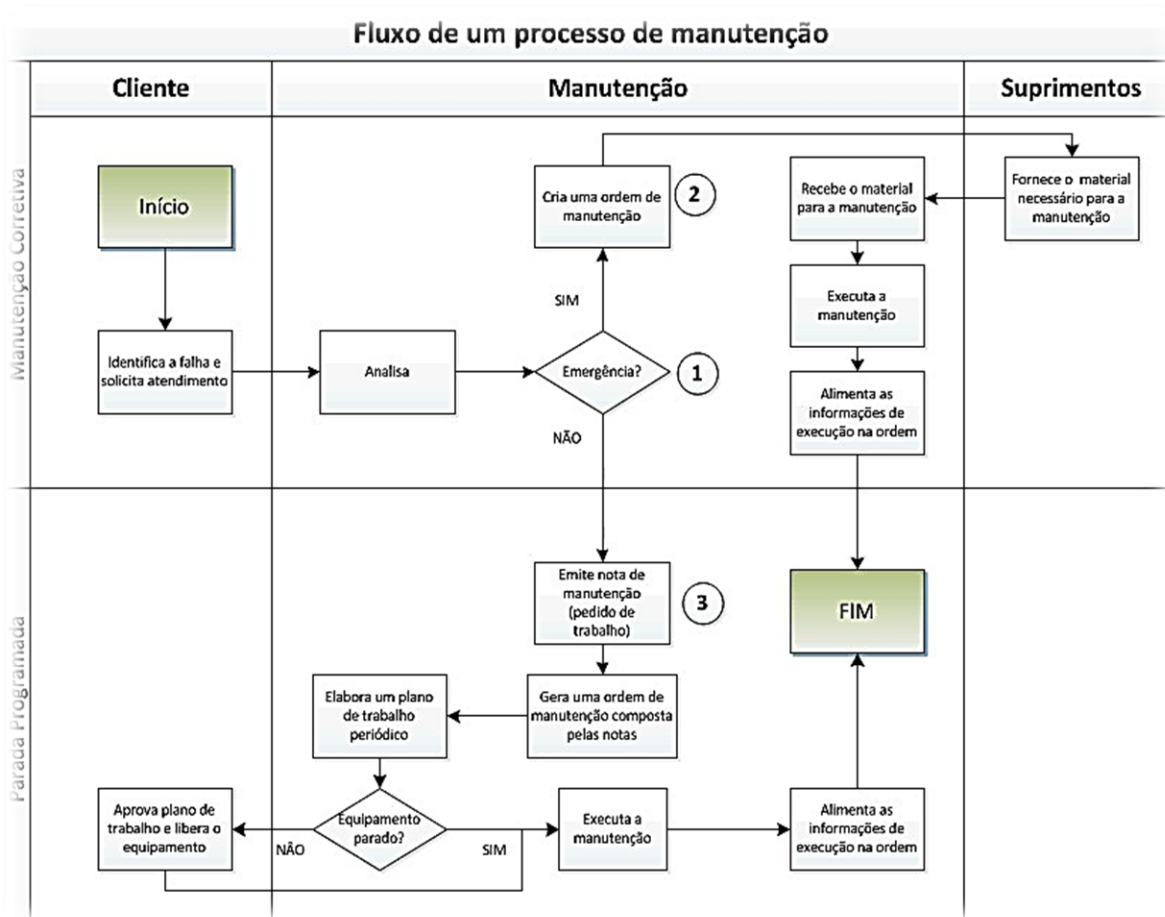 Fluxo de um processo de manutenção
Cliente
Manutenção
Suprimentos
Manutenção Corretiva
Início
Cria uma ordem de
manutenção
2
Recebe o material
para a manutenção
Fornece o material
necessário para a
manutenção
SIM
Executa a
manutenção
Identifica a falha e
solicita atendimento
Analisa
Emergência?
1
NÃO
Alimenta as
informações de
execução na ordem
Parada Programada
Emite nota de
manutenção
(pedido de
trabalho)
3
FIM
Elabora um plano
de trabalho
periódico
Gera uma ordem de
manutenção composta
pelas notas
Aprova plano de
trabalho e libera o
equipamento
NÃO
Equipamento
parado?
SIM
Executa a
manutenção
Alimenta as
informações de
execução na ordem